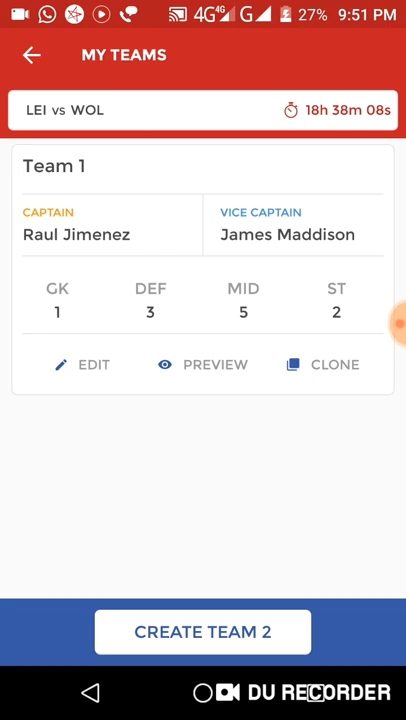 4G 4G G 27% 9:51 PM
MY TEAMS
LEI vs WOL 18h 38m 08s
Team 1
CAPTAIN VICE CAPTAIN
Raul Jimenez James Maddison
GK DEF MID ST
1 3 5 2
EDIT PREVIEW CLONE
CREATE TEAM 2
DU RECORDER